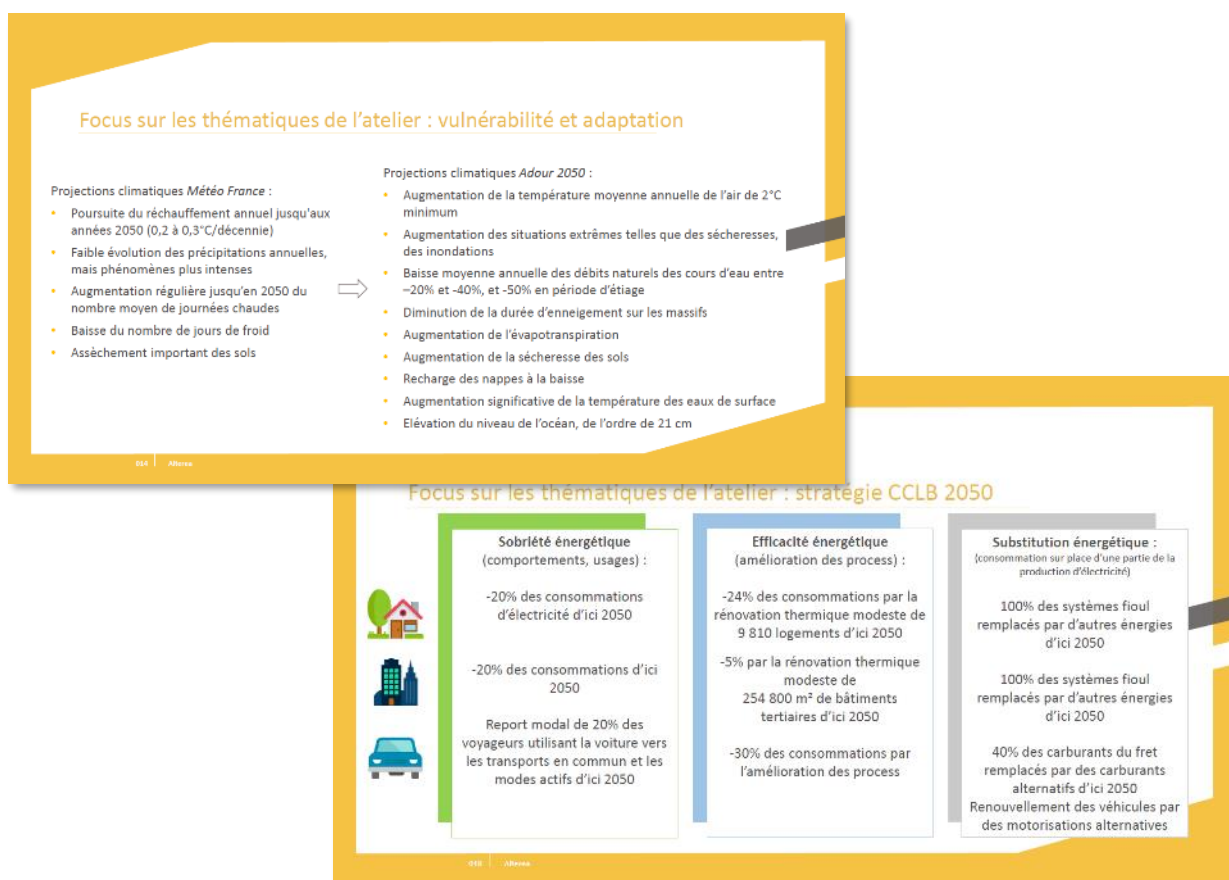 Focus sur les thématiques de l'atelier : vulnérabilité et adaptation
Projections climatiques Météo France :
• Poursuite du réchauffement annuel jusqu'aux
années 2050 (0,2 à 0,3°C/décennie)
• Faible évolution des précipitations annuelles,
mais phénomènes plus intenses
• Augmentation régulière jusqu'en 2050 du
nombre moyen de journées chaudes
• Baisse du nombre de jours de froid
• Assèchement important des sols
Projections climatiques Adour 2050 :
• Augmentation de la température moyenne annuelle de l'air de 2°C
minimum
• Augmentation des situations extrêmes telles que des sécheresses,
des inondations
• Baisse moyenne annuelle des débits naturels des cours d'eau entre
–20% et -40%, et -50% en période d'étiage
• Diminution de la durée d'enneigement sur les massifs
• Augmentation de l'évapotranspiration
• Augmentation de la sécheresse des sols
• Recharge des nappes à la baisse
• Augmentation significative de la température des eaux de surface
• Elévation du niveau de l'océan, de l'ordre de 21 cm
014 | Alterea
Focus sur les thématiques de l'atelier : stratégie CCLB 2050
Sobriété énergétique
(comportements, usages) :
-20% des consommations
d'électricité d'ici 2050
-20% des consommations d'ici
2050
Report modal de 20% des
voyageurs utilisant la voiture vers
les transports en commun et les
modes actifs d'ici 2050
Efficacité énergétique
(amélioration des process) :
-24% des consommations par la
rénovation thermique modeste de
9 810 logements d'ici 2050
-5% par la rénovation thermique
modeste de
254 800 m² de bâtiments
tertiaires d'ici 2050
-30% des consommations par
l'amélioration des process
Substitution énergétique :
(consommation sur place d'une partie de la
production d'électricité)
100% des systèmes fioul
remplacés par d'autres énergies
d'ici 2050
100% des systèmes fioul
remplacés par d'autres énergies
d'ici 2050
40% des carburants du fret
remplacés par des carburants
alternatifs d'ici 2050
Renouvellement des véhicules par
des motorisations alternatives
Alterea